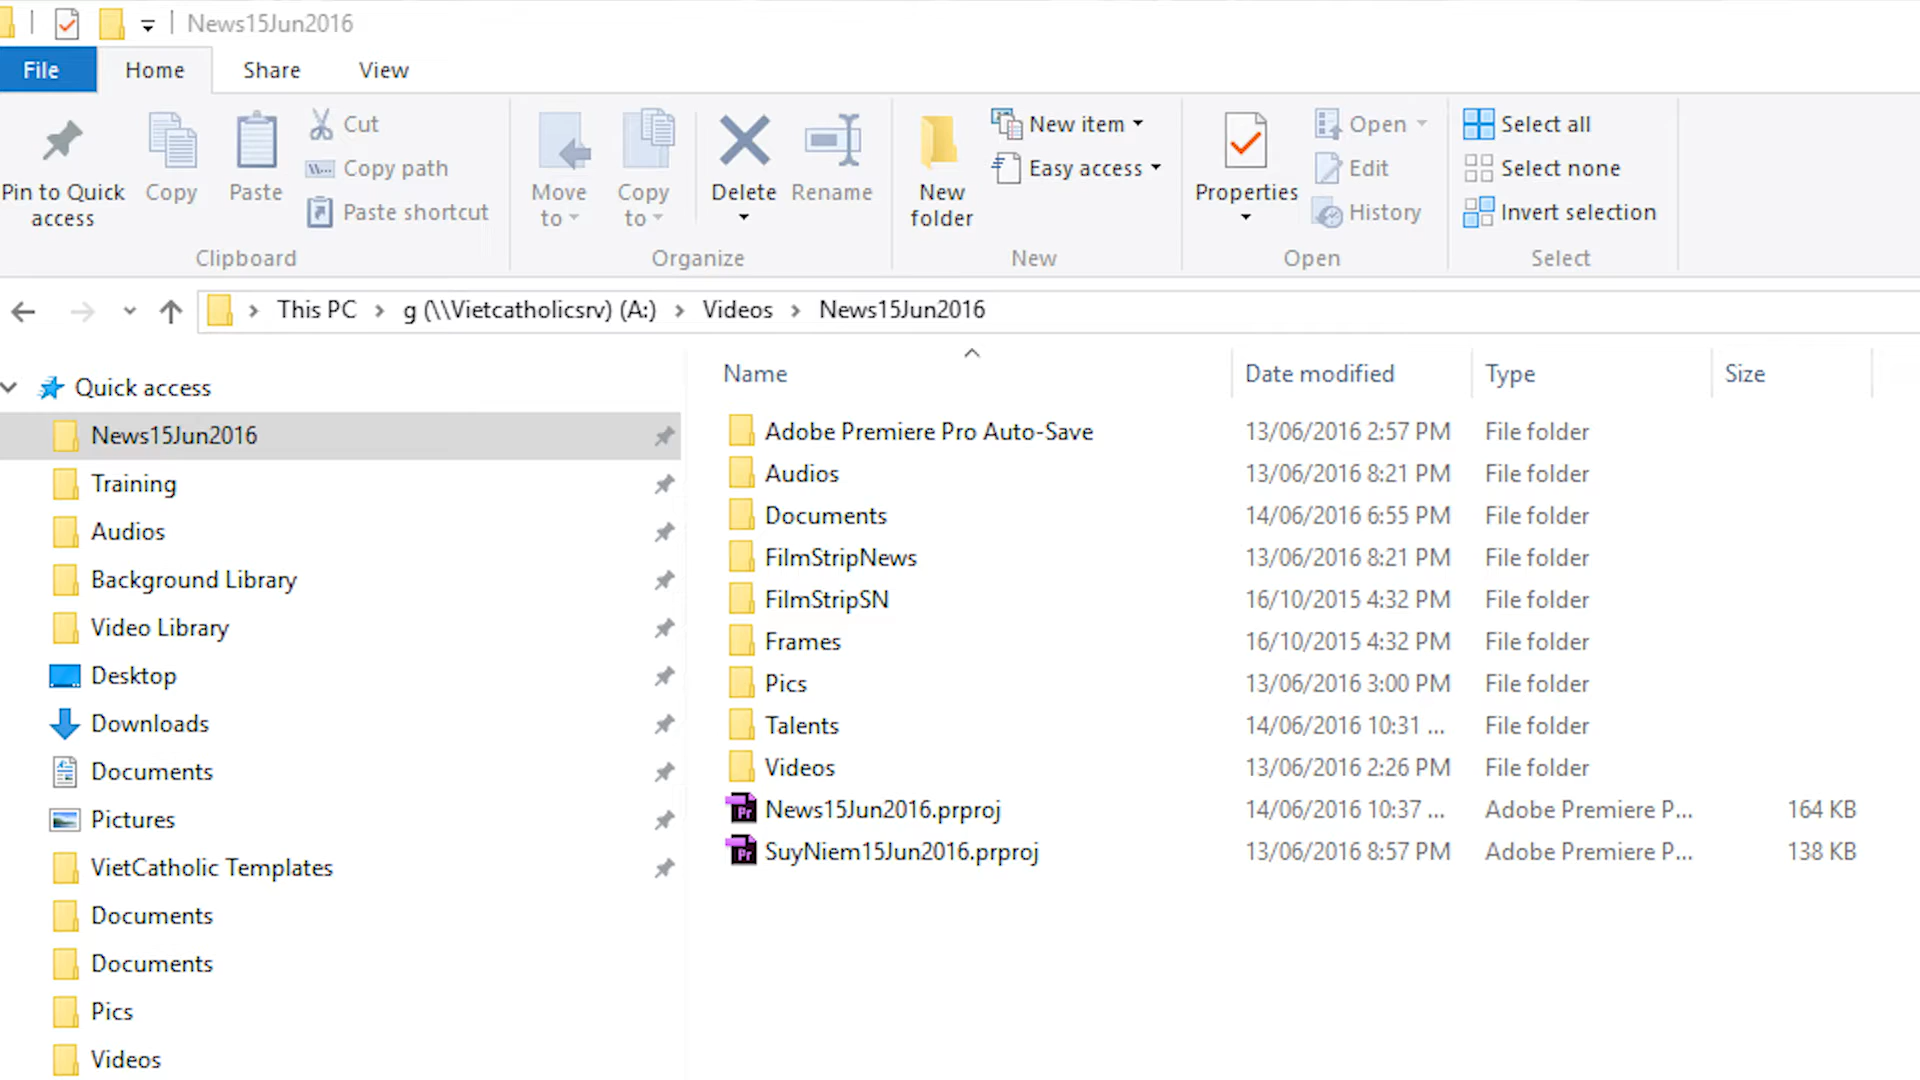 News15Jun2016
File Home Share View
Pin to Quick access
Copy
Paste
Cut
Copy path
Paste shortcut
Clipboard
Move to
Copy to
Delete
Rename
Organize
New folder
New item
Easy access
New
Properties
Open
Edit
History
Open
Select all
Select none
Invert selection
Select
This PC > g (\\Vietcatholicsrv) (A:) > Videos > News15Jun2016
Quick access
News15Jun2016
Training
Audios
Background Library
Video Library
Desktop
Downloads
Documents
Pictures
VietCatholic Templates
Documents
Documents
Pics
Videos
Name Date modified Type Size
Adobe Premiere Pro Auto-Save 13/06/2016 2:57 PM File folder
Audios 13/06/2016 8:21 PM File folder
Documents 14/06/2016 6:55 PM File folder
FilmStripNews 13/06/2016 8:21 PM File folder
FilmStripSN 16/10/2015 4:32 PM File folder
Frames 16/10/2015 4:32 PM File folder
Pics 13/06/2016 3:00 PM File folder
Talents 14/06/2016 10:31 ... File folder
Videos 13/06/2016 2:26 PM File folder
News15Jun2016.prproj 14/06/2016 10:37 ... Adobe Premiere P... 164 KB
SuyNiem15Jun2016.prproj 13/06/2016 8:57 PM Adobe Premiere P... 138 KB